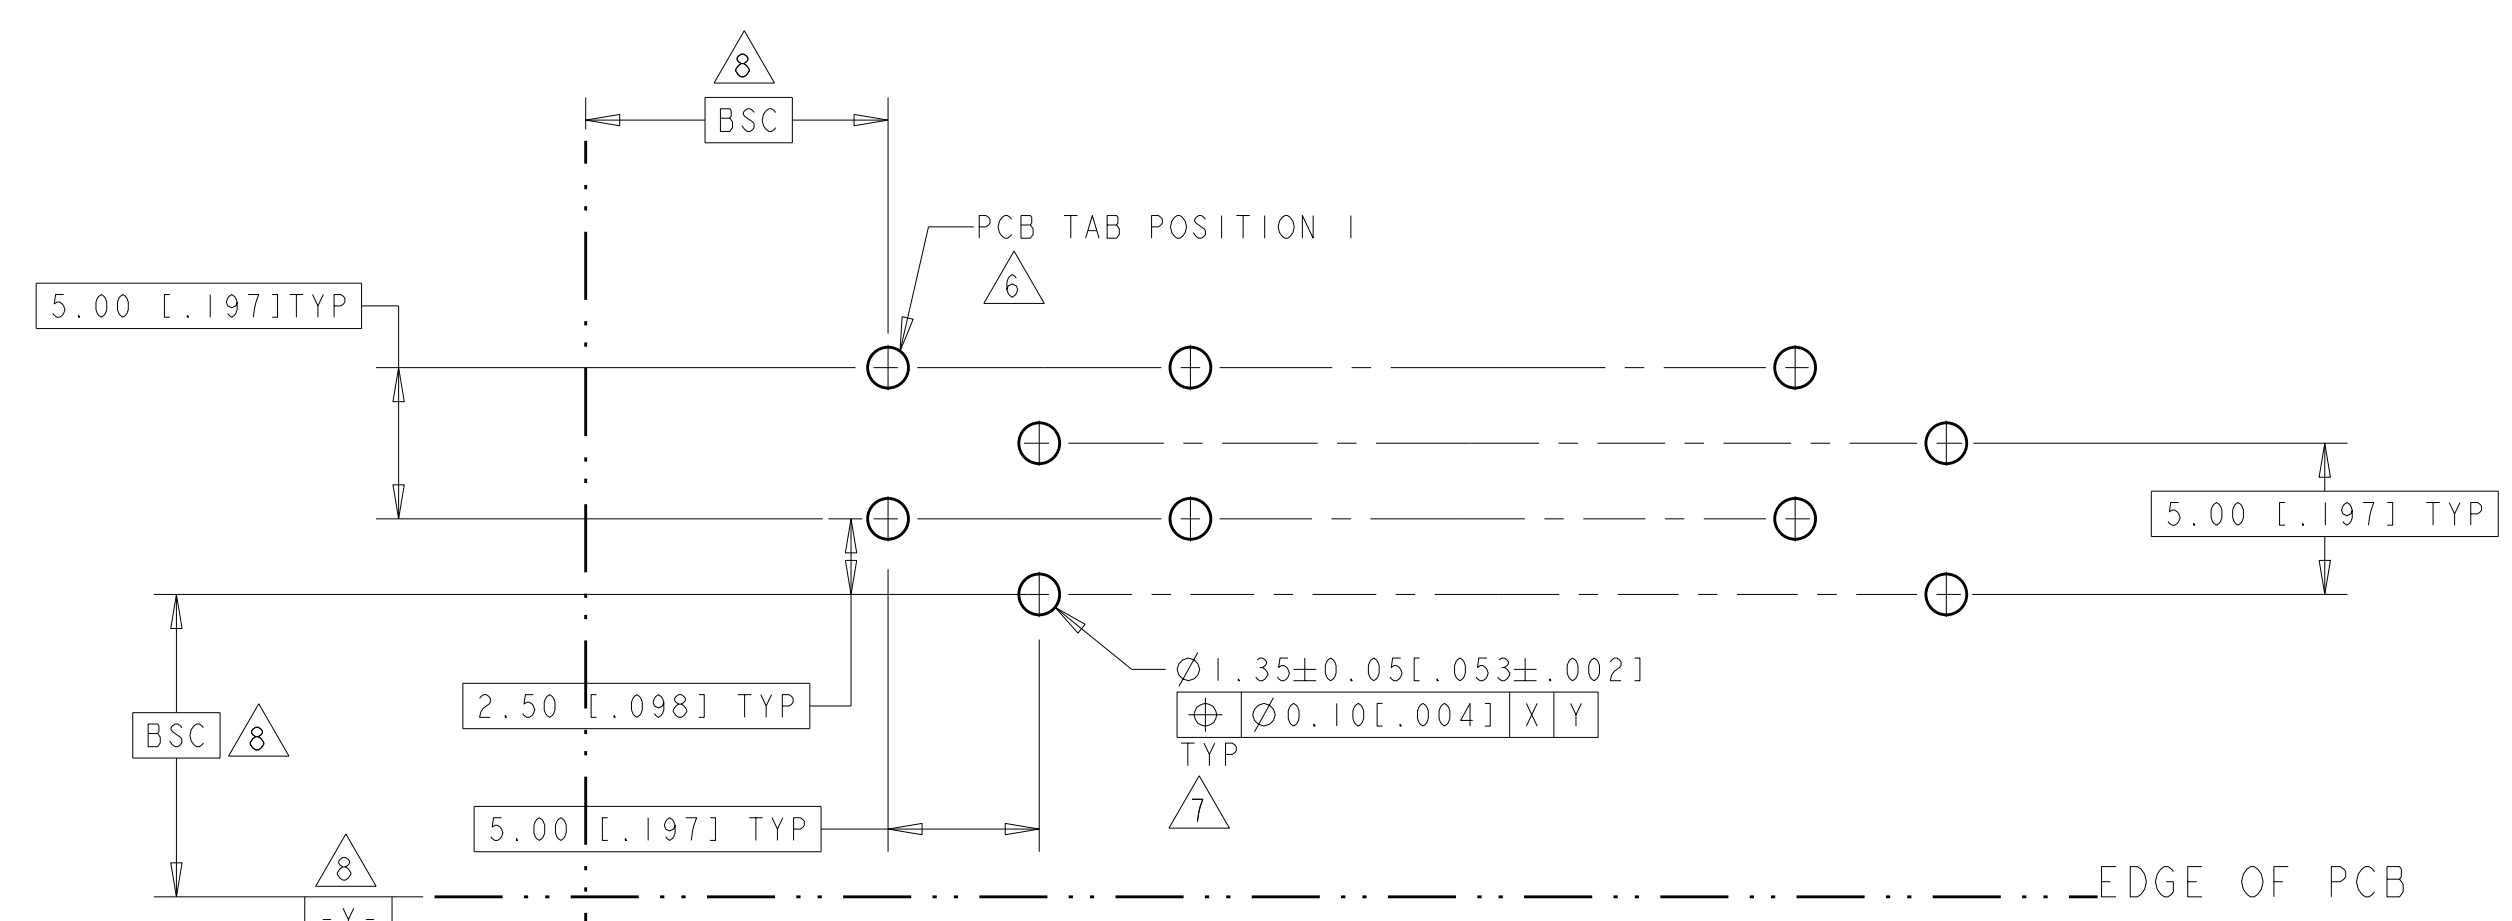 8
BSC
PCB TAB POSITION 1
6
5.00 [.197]TYP
5.00 [.197] TYP
⌀1.35±0.05[.053±.002]
2.50 [.098] TYP
⌖ ⌀0.10[.004] X Y
BSC 8
TYP
7
5.00 [.197] TYP
8
EDGE OF PCB
-Y-